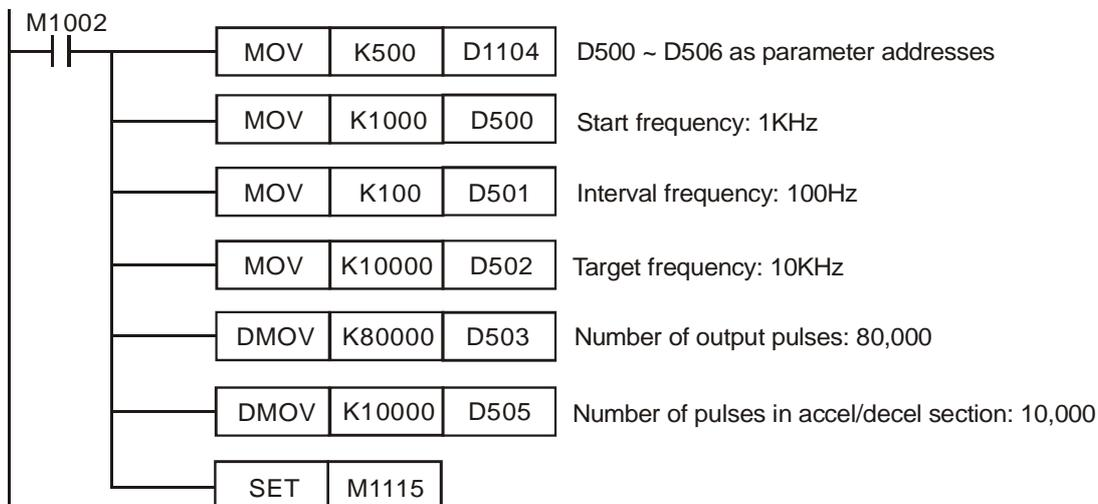 M1002
MOV K500 D1104 D500 ~ D506 as parameter addresses
MOV K1000 D500 Start frequency: 1KHz
MOV K100 D501 Interval frequency: 100Hz
MOV K10000 D502 Target frequency: 10KHz
DMOV K80000 D503 Number of output pulses: 80,000
DMOV K10000 D505 Number of pulses in accel/decel section: 10,000
SET M1115